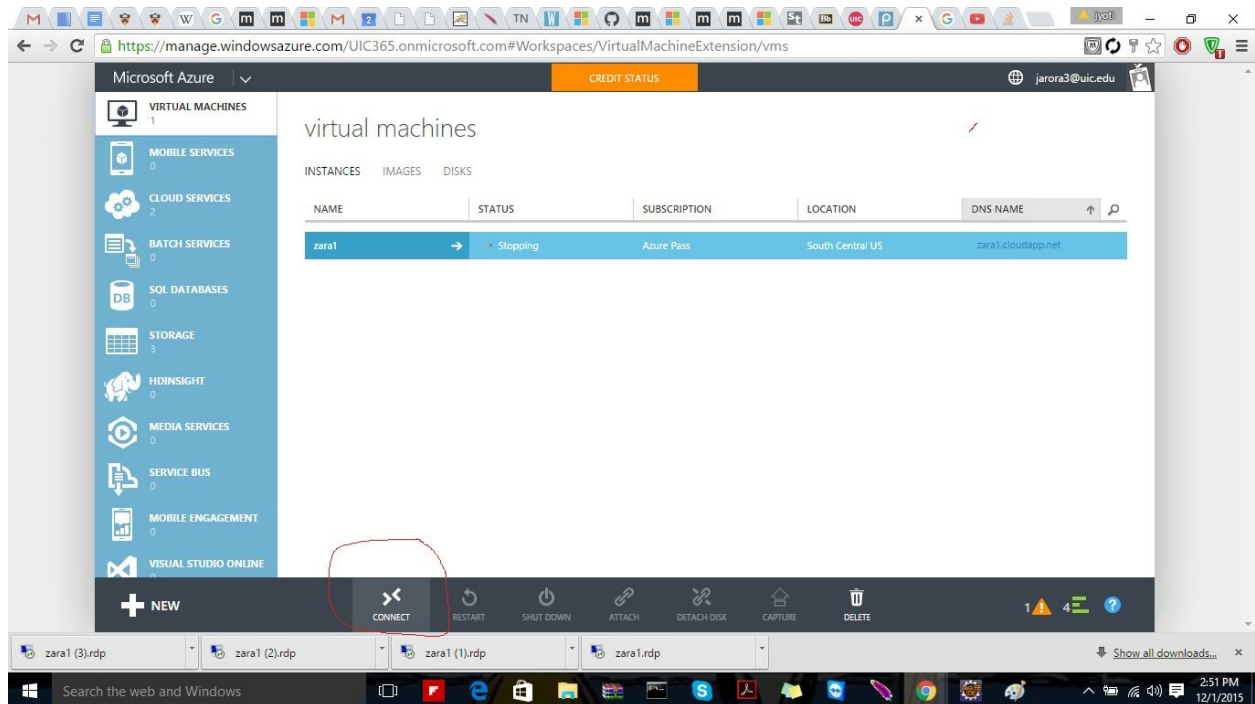 TN
Jyoti
https://manage.windowsazure.com/UIC365.onmicrosoft.com#Workspaces/VirtualMachineExtension/vms
Microsoft Azure
CREDIT STATUS
jarora3@uic.edu
VIRTUAL MACHINES
1
MOBILE SERVICES
0
CLOUD SERVICES
2
BATCH SERVICES
0
SQL DATABASES
0
STORAGE
3
HDINSIGHT
0
MEDIA SERVICES
0
SERVICE BUS
0
MOBILE ENGAGEMENT
0
VISUAL STUDIO ONLINE
virtual machines
INSTANCES IMAGES DISKS
NAME STATUS SUBSCRIPTION LOCATION DNS NAME
zara1 Stopping Azure Pass South Central US zara1.cloudapp.net
NEW
CONNECT RESTART SHUT DOWN ATTACH DETACH DISK CAPTURE DELETE
1 4 ?
zara1 (3).rdp zara1 (2).rdp zara1 (1).rdp zara1.rdp Show all downloads...
Search the web and Windows
2:51 PM
12/1/2015